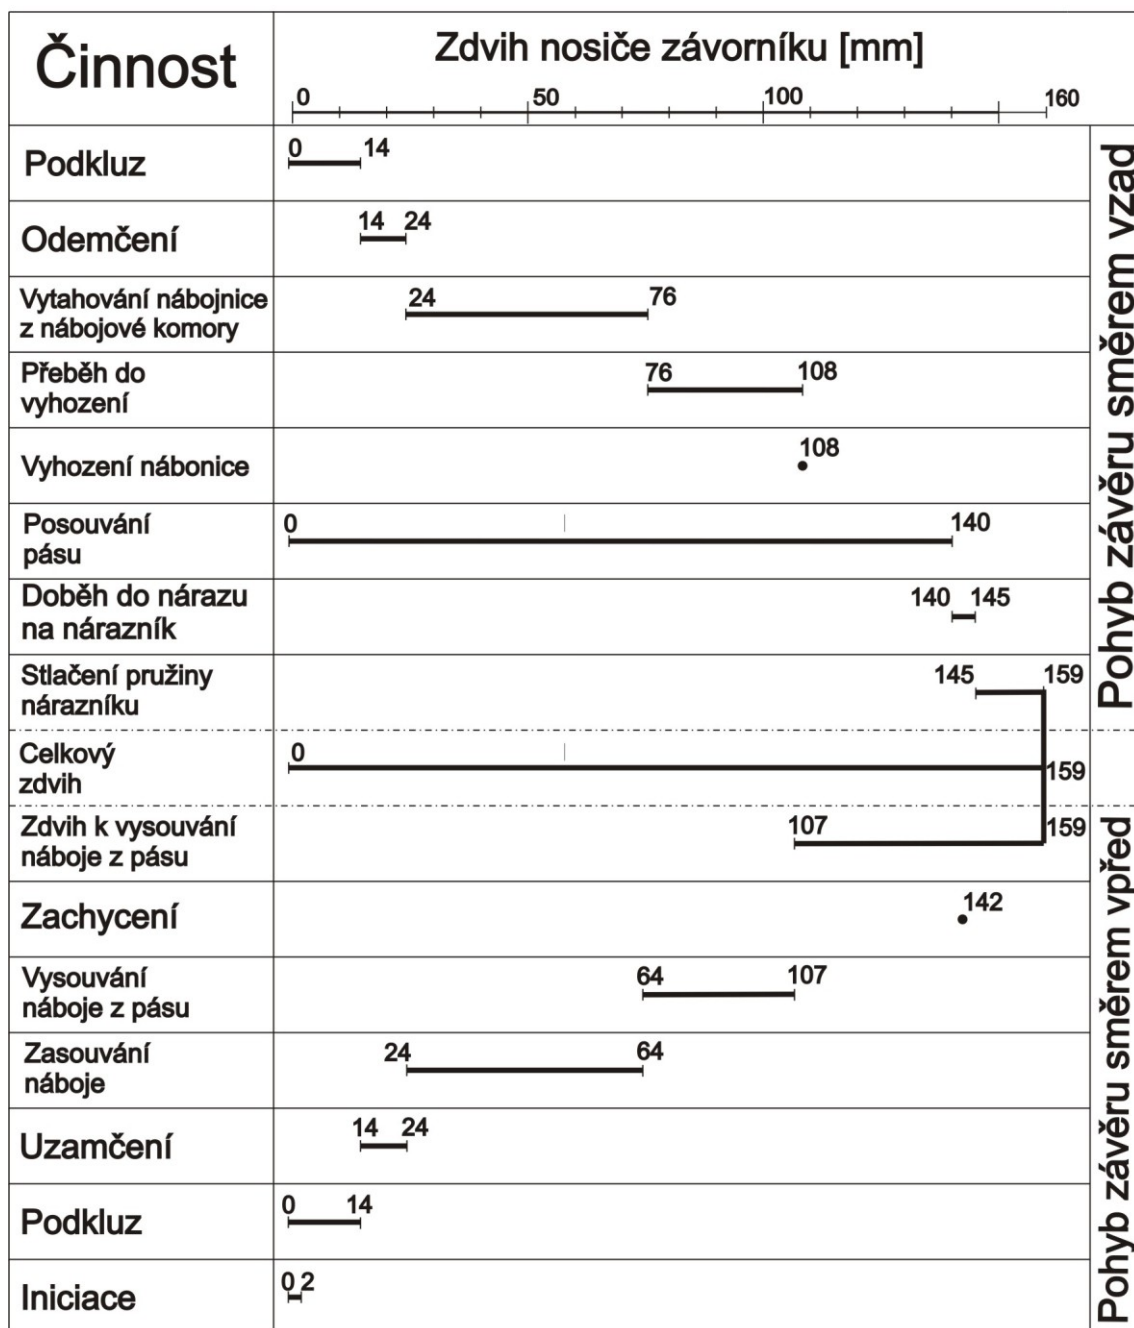 Činnost
Zdvih nosiče závorníku [mm]
0 50 100 160
Podkluz
0 14
Odemčení
14 24
Vytahování nábojnice
z nábojové komory
24 76
Přeběh do
vyhození
76 108
Vyhození nábonice
108
Posouvání
pásu
0 140
Doběh do nárazu
na nárazník
140 145
Stlačení pružiny
nárazníku
145 159
Celkový
zdvih
0 159
Zdvih k vysouvání
náboje z pásu
107 159
Zachycení
142
Vysouvání
náboje z pásu
64 107
Zasouvání
náboje
24 64
Uzamčení
14 24
Podkluz
0 14
Iniciace
0 2
Pohyb závěru směrem vzad
Pohyb závěru směrem vpřed